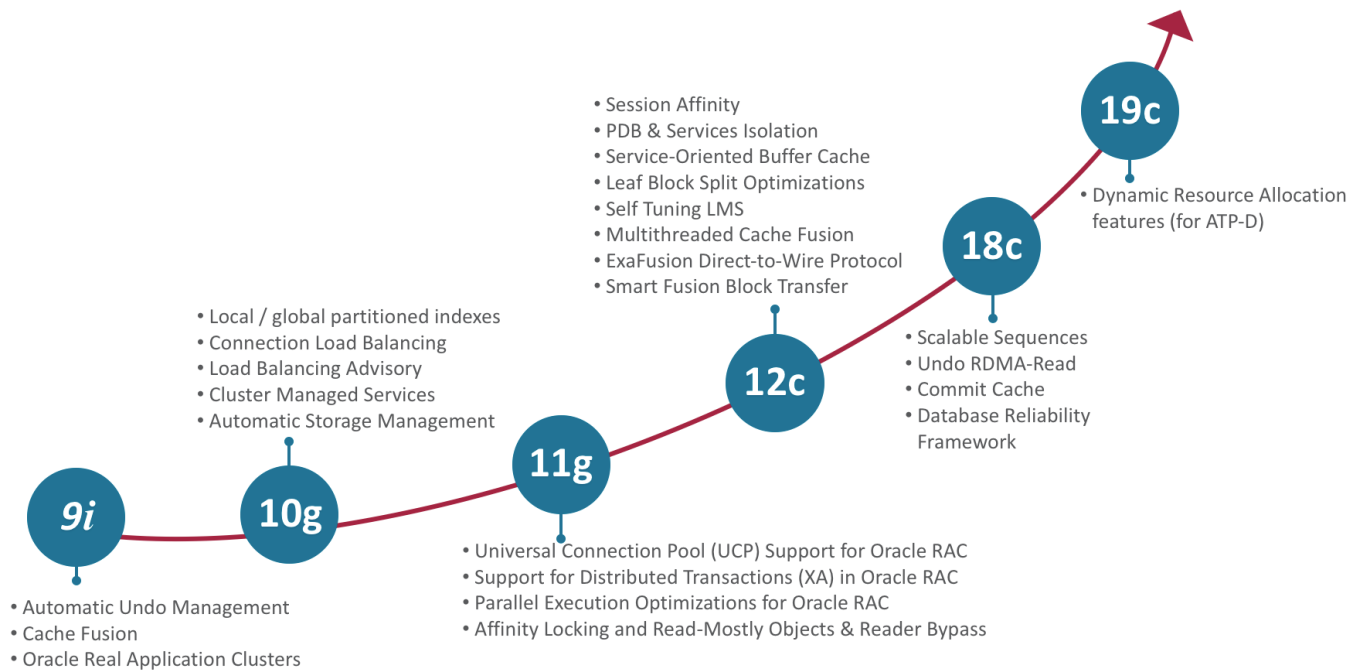 9i
• Automatic Undo Management
• Cache Fusion
• Oracle Real Application Clusters
• Local / global partitioned indexes
• Connection Load Balancing
• Load Balancing Advisory
• Cluster Managed Services
• Automatic Storage Management
10g
11g
• Universal Connection Pool (UCP) Support for Oracle RAC
• Support for Distributed Transactions (XA) in Oracle RAC
• Parallel Execution Optimizations for Oracle RAC
• Affinity Locking and Read-Mostly Objects & Reader Bypass
• Session Affinity
• PDB & Services Isolation
• Service-Oriented Buffer Cache
• Leaf Block Split Optimizations
• Self Tuning LMS
• Multithreaded Cache Fusion
• ExaFusion Direct-to-Wire Protocol
• Smart Fusion Block Transfer
12c
18c
• Scalable Sequences
• Undo RDMA-Read
• Commit Cache
• Database Reliability
Framework
19c
• Dynamic Resource Allocation
features (for ATP-D)